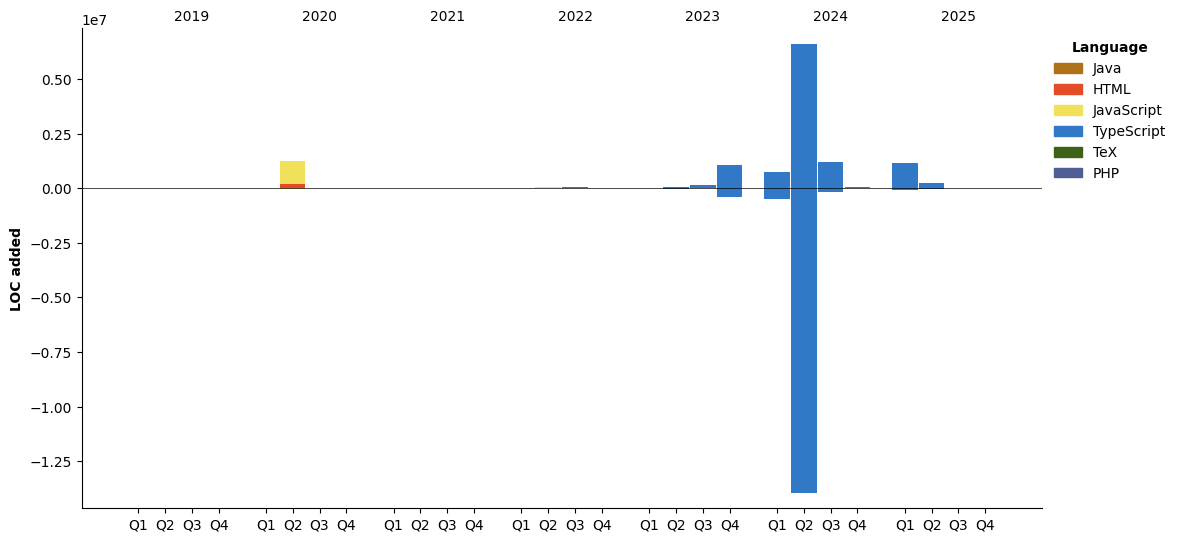 2019 2020 2021 2022 2023 2024 2025
1e7
Language
Java
HTML
JavaScript
TypeScript
TeX
PHP
LOC added
0.50
0.25
0.00
−0.25
−0.50
−0.75
−1.00
−1.25
Q1 Q2 Q3 Q4 Q1 Q2 Q3 Q4 Q1 Q2 Q3 Q4 Q1 Q2 Q3 Q4 Q1 Q2 Q3 Q4 Q1 Q2 Q3 Q4 Q1 Q2 Q3 Q4